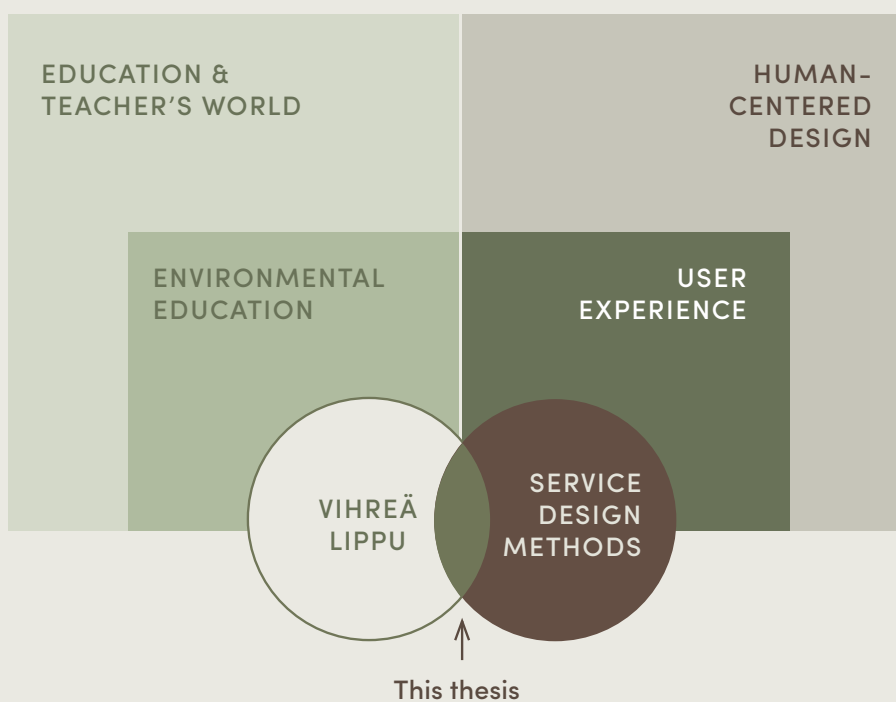 EDUCATION &
TEACHER'S WORLD
HUMAN-
CENTERED
DESIGN
ENVIRONMENTAL
EDUCATION
USER
EXPERIENCE
VIHREÄ
LIPPU
SERVICE
DESIGN
METHODS
This thesis